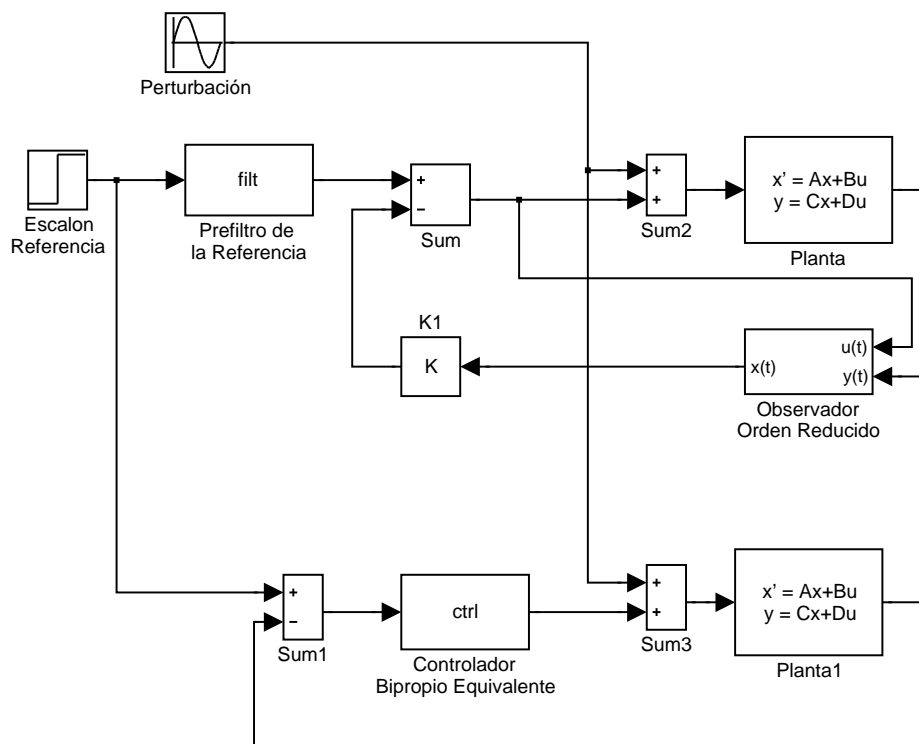 Perturbación
Escalon
Referencia
filt
Prefiltro de
la Referencia
+
−
Sum
+
+
Sum2
x' = Ax+Bu
y = Cx+Du
Planta
K1
K
x(t)
u(t)
y(t)
Observador
Orden Reducido
+
−
Sum1
ctrl
Controlador
Bipropio Equivalente
+
+
Sum3
x' = Ax+Bu
y = Cx+Du
Planta1